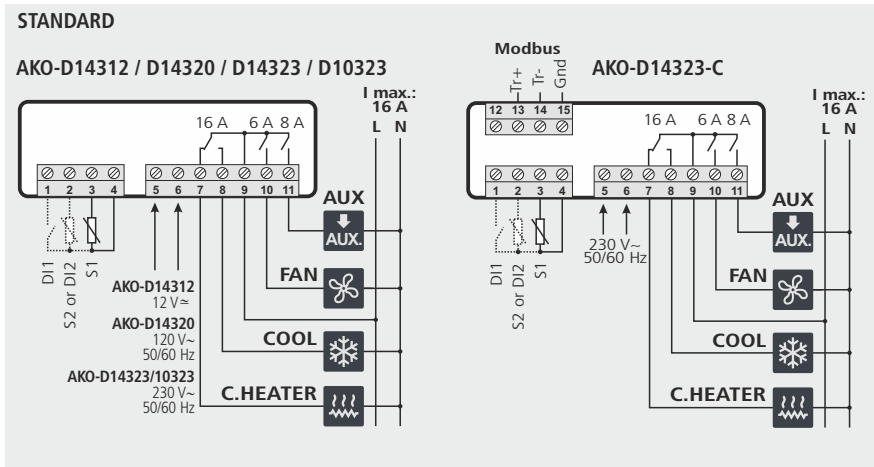 STANDARD
AKO-D14312 / D14320 / D14323 / D10323
I max.:
16 A
L N
16 A 6 A 8 A
1 2 3 4 5 6 7 8 9 10 11
DI1
S2 or DI2
S1
AKO-D14312
12 V≂
AKO-D14320
120 V~
50/60 Hz
AKO-D14323/10323
230 V~
50/60 Hz
AUX
AUX.
FAN
COOL
C.HEATER
Modbus
Tr+
Tr-
Gnd
AKO-D14323-C
I max.:
16 A
L N
12 13 14 15
16 A 6 A 8 A
1 2 3 4 5 6 7 8 9 10 11
DI1
S2 or DI2
S1
230 V~
50/60 Hz
AUX
AUX.
FAN
COOL
C.HEATER